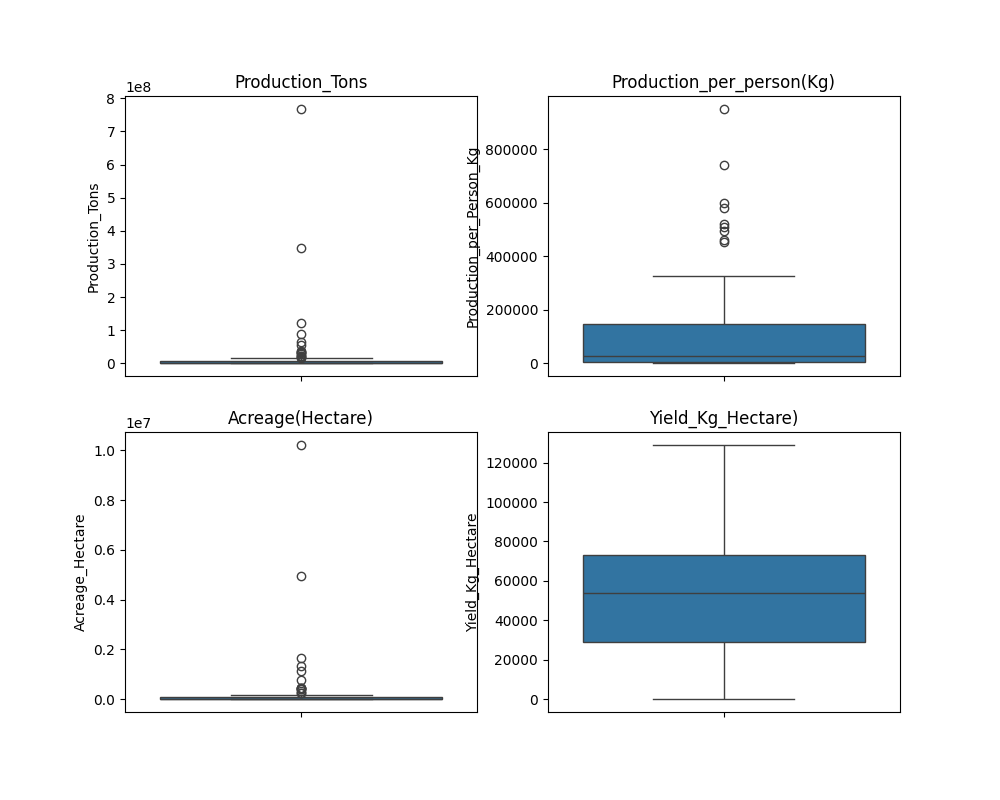 Production_Tons
1e8
8
7
6
5
4
3
2
1
0
Production_Tons
Production_per_person(Kg)
800000
600000
400000
200000
0
Production_per_Person_Kg
Acreage(Hectare)
1e7
1.0
0.8
0.6
0.4
0.2
0.0
Acreage_Hectare
Yield_Kg_Hectare)
120000
100000
80000
60000
40000
20000
0
Yield_Kg_Hectare